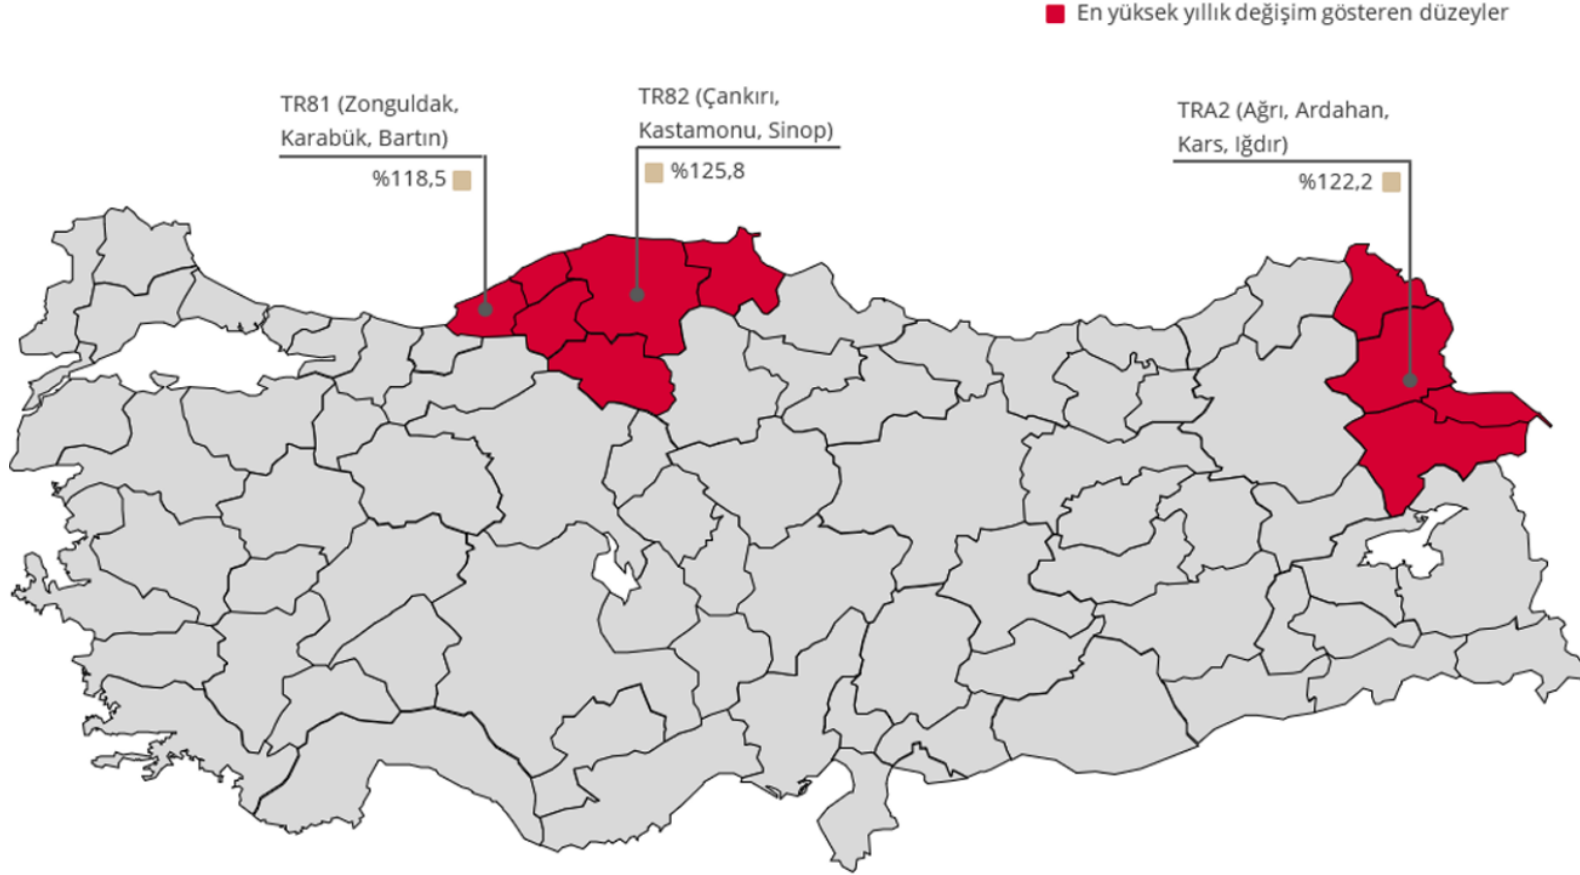 En yüksek yıllık değişim gösteren düzeyler
TR81 (Zonguldak,
Karabük, Bartın)
%118,5
TR82 (Çankırı,
Kastamonu, Sinop)
%125,8
TRA2 (Ağrı, Ardahan,
Kars, Iğdır)
%122,2